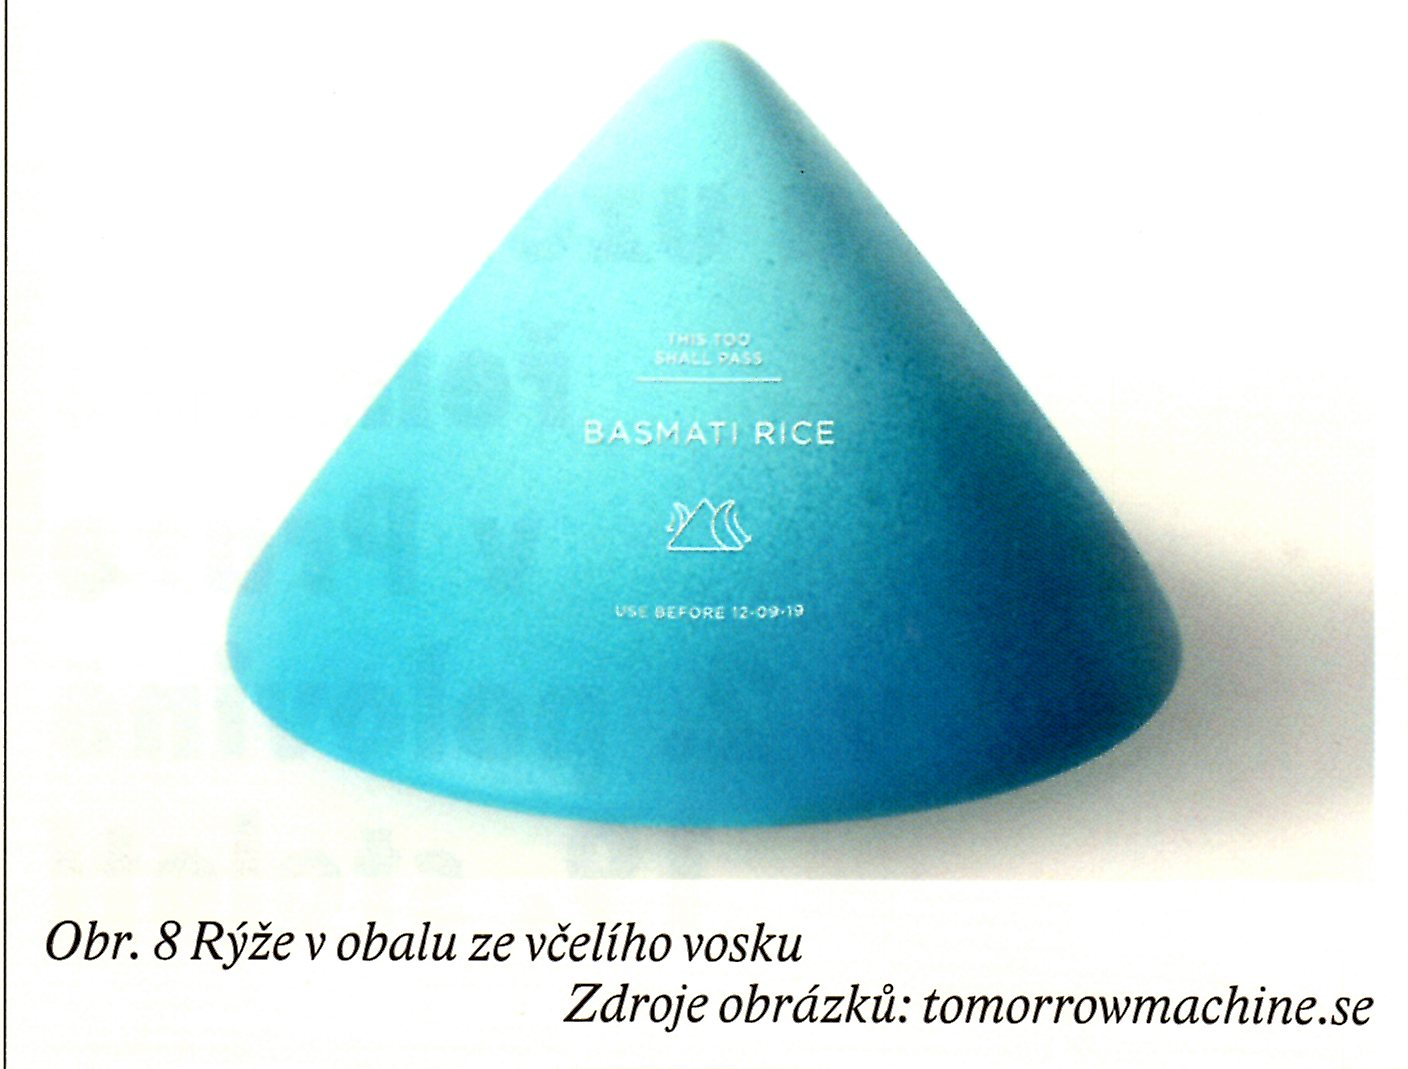 THIS TOO
SHALL PASS
BASMATI RICE
USE BEFORE 12-09-19
Obr. 8 Rýže v obalu ze včelího vosku
Zdroje obrázků: tomorrowmachine.se